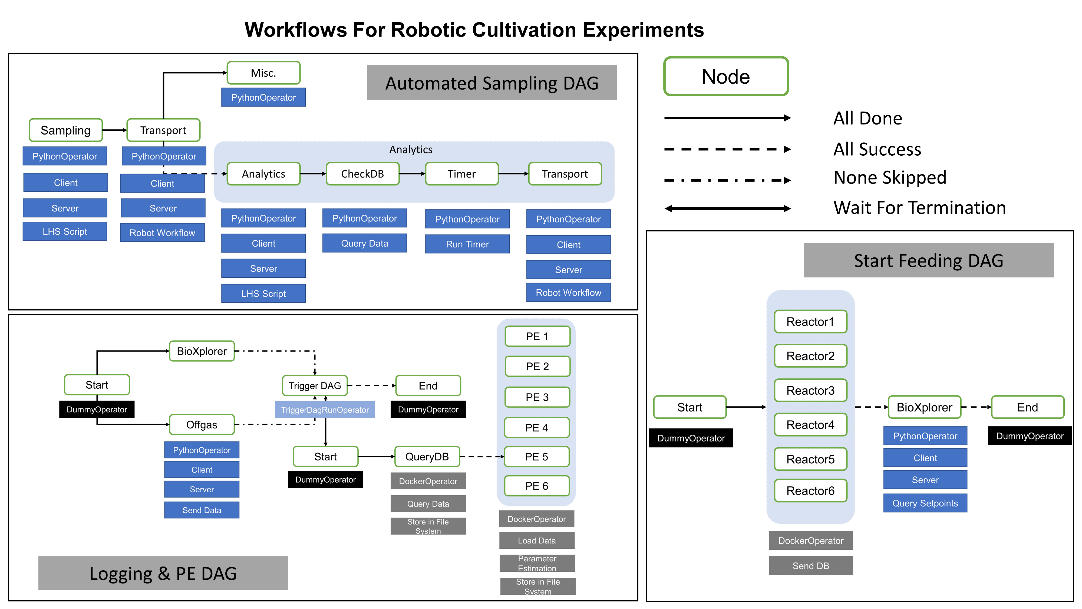 Workflows For Robotic Cultivation Experiments
Automated Sampling DAG
Misc.
PythonOperator
Sampling
Transport
PythonOperator
Client
Server
LHS Script
PythonOperator
Client
Server
Robot Workflow
Analytics
Analytics
CheckDB
Timer
Transport
PythonOperator
Client
Server
LHS Script
PythonOperator
Query Data
PythonOperator
Run Timer
PythonOperator
Client
Server
Robot Workflow
Node
All Done
All Success
None Skipped
Wait For Termination
Logging & PE DAG
Start
DummyOperator
BioXplorer
Offgas
PythonOperator
Client
Server
Send Data
Trigger DAG
TriggerDagRunOperator
End
DummyOperator
Start
DummyOperator
QueryDB
DockerOperator
Query Data
Store in File
System
PE 1
PE 2
PE 3
PE 4
PE 5
PE 6
DockerOperator
Load Data
Parameter
Estimation
Store in File
System
Start Feeding DAG
Start
DummyOperator
Reactor1
Reactor2
Reactor3
Reactor4
Reactor5
Reactor6
DockerOperator
Send DB
BioXplorer
PythonOperator
Client
Server
Query Setpoints
End
DummyOperator